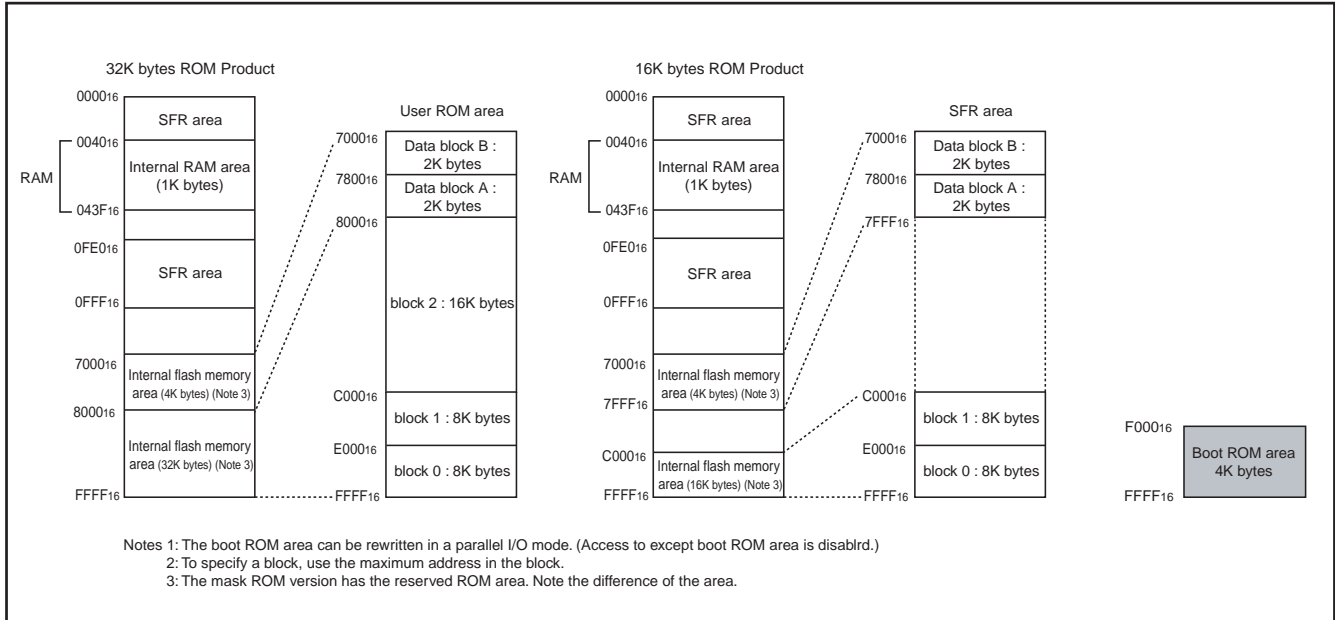 32K bytes ROM Product
000016
SFR area
004016
RAM
Internal RAM area
(1K bytes)
043F16
0FE016
SFR area
0FFF16
700016
Internal flash memory
area (4K bytes) (Note 3)
800016
Internal flash memory
area (32K bytes) (Note 3)
FFFF16
User ROM area
700016
Data block B :
2K bytes
780016
Data block A :
2K bytes
800016
block 2 : 16K bytes
C00016
block 1 : 8K bytes
E00016
block 0 : 8K bytes
FFFF16
16K bytes ROM Product
000016
SFR area
004016
RAM
Internal RAM area
(1K bytes)
043F16
0FE016
SFR area
0FFF16
700016
Internal flash memory
area (4K bytes) (Note 3)
7FFF16
C00016
Internal flash memory
area (16K bytes) (Note 3)
FFFF16
SFR area
700016
Data block B :
2K bytes
780016
Data block A :
2K bytes
7FFF16
C00016
block 1 : 8K bytes
E00016
block 0 : 8K bytes
FFFF16
F00016
Boot ROM area
4K bytes
FFFF16
Notes 1: The boot ROM area can be rewritten in a parallel I/O mode. (Access to except boot ROM area is disablrd.)
2: To specify a block, use the maximum address in the block.
3: The mask ROM version has the reserved ROM area. Note the difference of the area.